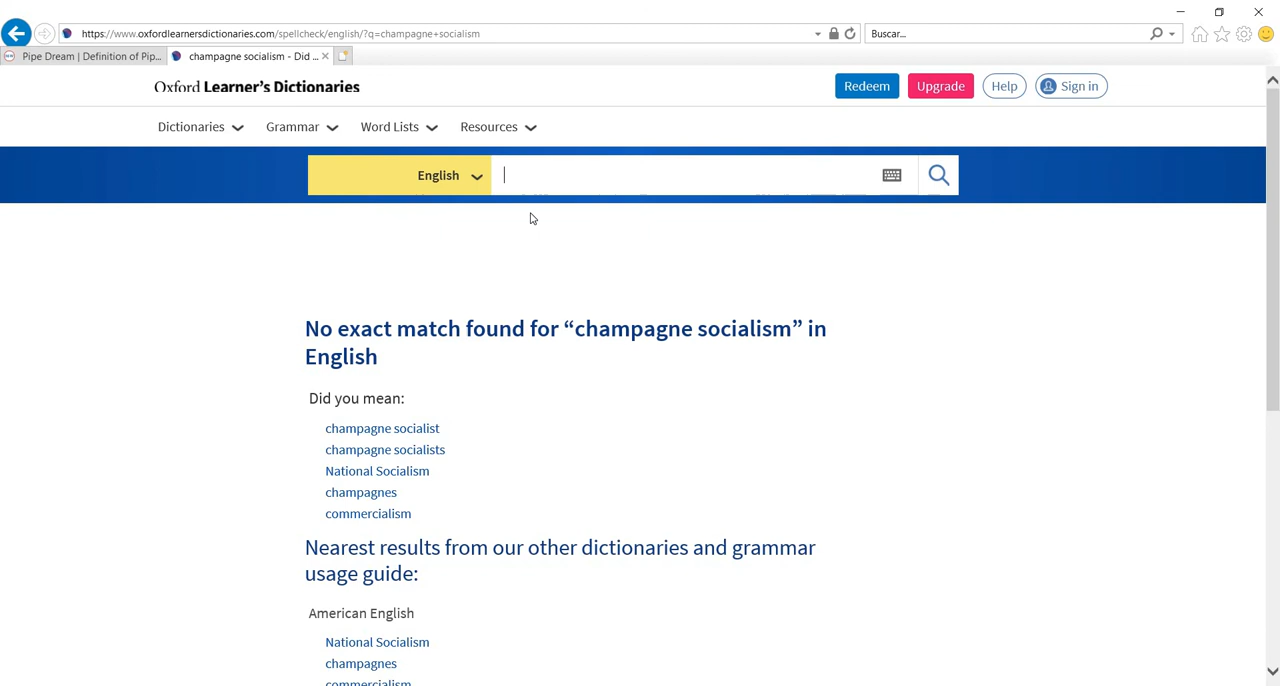 https://www.oxfordlearnersdictionaries.com/spellcheck/english/?q=champagne+socialism
Buscar...
Pipe Dream | Definition of Pip...
champagne socialism - Did ...
Oxford Learner's Dictionaries
Redeem
Upgrade
Help
Sign in
Dictionaries
Grammar
Word Lists
Resources
English
No exact match found for “champagne socialism” in
English
Did you mean:
champagne socialist
champagne socialists
National Socialism
champagnes
commercialism
Nearest results from our other dictionaries and grammar
usage guide:
American English
National Socialism
champagnes
commercialism